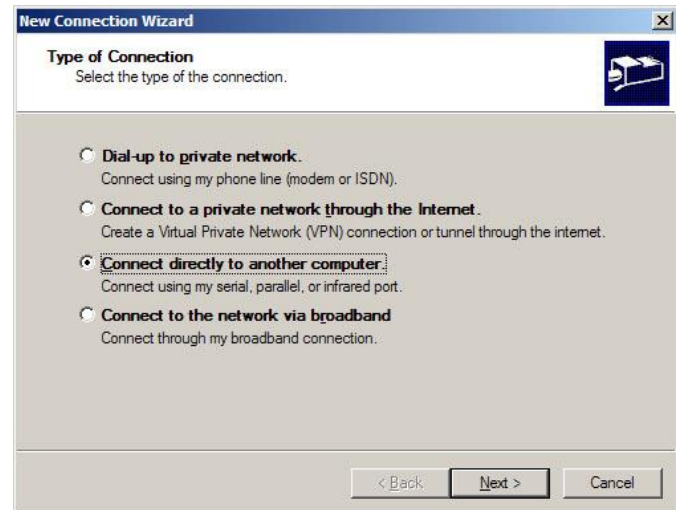 New Connection Wizard
Type of Connection
Select the type of the connection.
Dial-up to private network.
Connect using my phone line (modem or ISDN).
Connect to a private network through the Internet.
Create a Virtual Private Network (VPN) connection or tunnel through the internet.
Connect directly to another computer.
Connect using my serial, parallel, or infrared port.
Connect to the network via broadband
Connect through my broadband connection.
< Back Next > Cancel